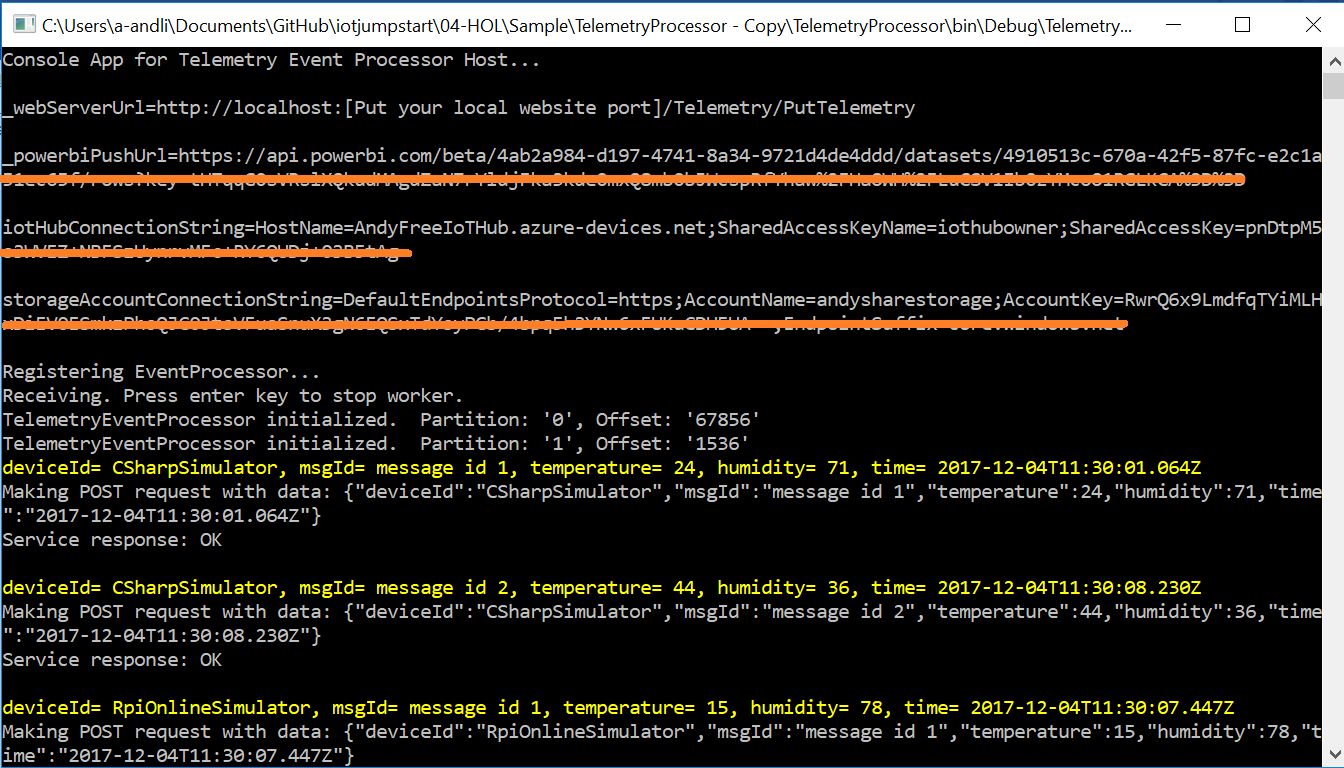 C:\Users\a-andli\Documents\GitHub\iotjumpstart\04-HOL\Sample\TelemetryProcessor - Copy\TelemetryProcessor\bin\Debug\Telemetry...
Console App for Telemetry Event Processor Host...
_webServerUrl=http://localhost:[Put your local website port]/Telemetry/PutTelemetry
_powerbiPushUrl=https://api.powerbi.com/beta/4ab2a984-d197-4741-8a34-9721d4de4ddd/datasets/4910513c-670a-42f5-87fc-e2c1a
iotHubConnectionString=HostName=AndyFreeIoTHub.azure-devices.net;SharedAccessKeyName=iothubowner;SharedAccessKey=pnDtpM5
storageAccountConnectionString=DefaultEndpointsProtocol=https;AccountName=andysharestorage;AccountKey=RwrQ6x9LmdfqTYiMLH
Registering EventProcessor...
Receiving. Press enter key to stop worker.
TelemetryEventProcessor initialized.  Partition: '0', Offset: '67856'
TelemetryEventProcessor initialized.  Partition: '1', Offset: '1536'
deviceId= CSharpSimulator, msgId= message id 1, temperature= 24, humidity= 71, time= 2017-12-04T11:30:01.064Z
Making POST request with data: {"deviceId":"CSharpSimulator","msgId":"message id 1","temperature":24,"humidity":71,"time
":"2017-12-04T11:30:01.064Z"}
Service response: OK
deviceId= CSharpSimulator, msgId= message id 2, temperature= 44, humidity= 36, time= 2017-12-04T11:30:08.230Z
Making POST request with data: {"deviceId":"CSharpSimulator","msgId":"message id 2","temperature":44,"humidity":36,"time
":"2017-12-04T11:30:08.230Z"}
Service response: OK
deviceId= RpiOnlineSimulator, msgId= message id 1, temperature= 15, humidity= 78, time= 2017-12-04T11:30:07.447Z
Making POST request with data: {"deviceId":"RpiOnlineSimulator","msgId":"message id 1","temperature":15,"humidity":78,"t
ime":"2017-12-04T11:30:07.447Z"}